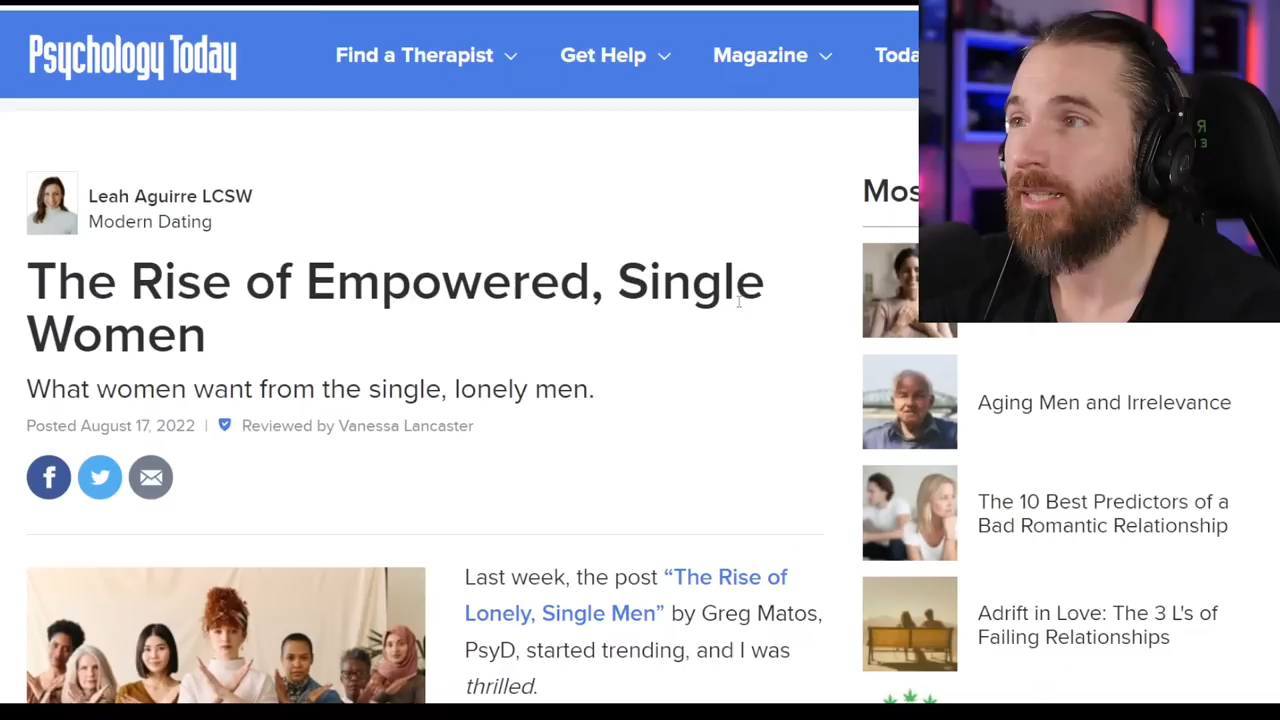 Psychology Today
Find a Therapist
Get Help
Magazine
Toda
Leah Aguirre LCSW
Modern Dating
The Rise of Empowered, Single
Women
What women want from the single, lonely men.
Posted August 17, 2022 | Reviewed by Vanessa Lancaster
f
Last week, the post “The Rise of
Lonely, Single Men” by Greg Matos,
PsyD, started trending, and I was
thrilled.
Mos
Aging Men and Irrelevance
The 10 Best Predictors of a
Bad Romantic Relationship
Adrift in Love: The 3 L's of
Failing Relationships